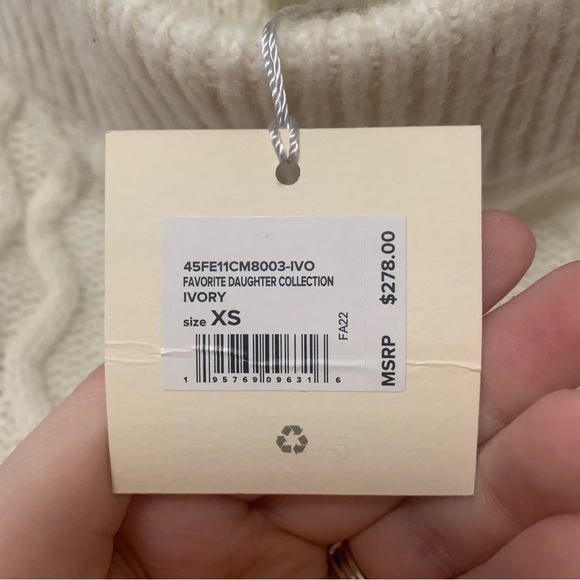 45FE11CM8003-IVO
FAVORITE DAUGHTER COLLECTION
IVORY
size XS
FA22
1 95769 09631 6
MSRP $278.00